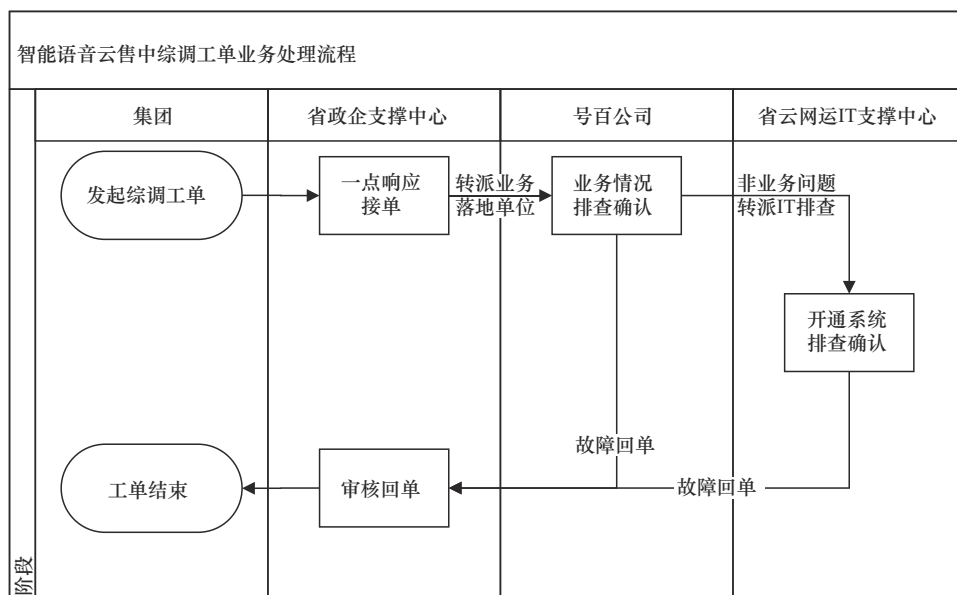 智能语音云售中综调工单业务处理流程
集团
省政企支撑中心
号百公司
省云网运IT支撑中心
发起综调工单
一点响应
接单
转派业务
落地单位
业务情况
排查确认
非业务问题
转派IT排查
开通系统
排查确认
故障回单
工单结束
审核回单
故障回单
阶段